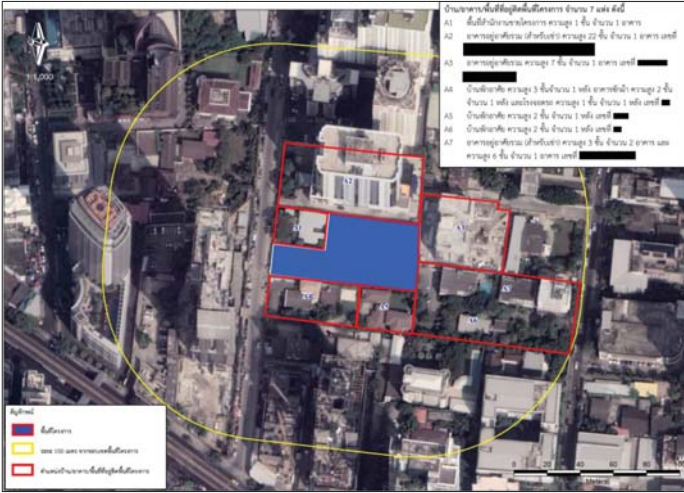 บ้าน/อาคาร/พื้นที่ที่อยู่ติดพื้นที่โครงการ จำนวน 7 แห่ง ดังนี้
A1 พื้นที่สำนักงานขายโครงการ ความสูง 1 ชั้น จำนวน 1 อาคาร
A2 อาคารอยู่อาศัยรวม (สำหรับเช่า) ความสูง 22 ชั้น จำนวน 1 อาคาร เลขที่
A3 อาคารอยู่อาศัยรวม ความสูง 7 ชั้น จำนวน 1 อาคาร เลขที่
A4 บ้านพักอาศัย ความสูง 3 ชั้นจำนวน 1 หลัง อาคารซักผ้า ความสูง 2 ชั้น
จำนวน 1 หลัง และโรงจอดรถ ความสูง 1 ชั้น จำนวน 1 หลัง เลขที่
A5 บ้านพักอาศัย ความสูง 2 ชั้น จำนวน 1 หลัง เลขที่
A6 บ้านพักอาศัย ความสูง 2 ชั้น จำนวน 1 หลัง เลขที่
A7 อาคารอยู่อาศัยรวม (สำหรับเช่า) ความสูง 3 ชั้น จำนวน 2 อาคาร และ
ความสูง 6 ชั้น จำนวน 1 อาคาร เลขที่
1:1,000
A2
A1
A3
A7
A5
A6
สัญลักษณ์
พื้นที่โครงการ
ระยะ 100 เมตร จากขอบเขตพื้นที่โครงการ
ตำแหน่งบ้าน/อาคาร/พื้นที่ที่อยู่ติดพื้นที่โครงการ
0
Meters